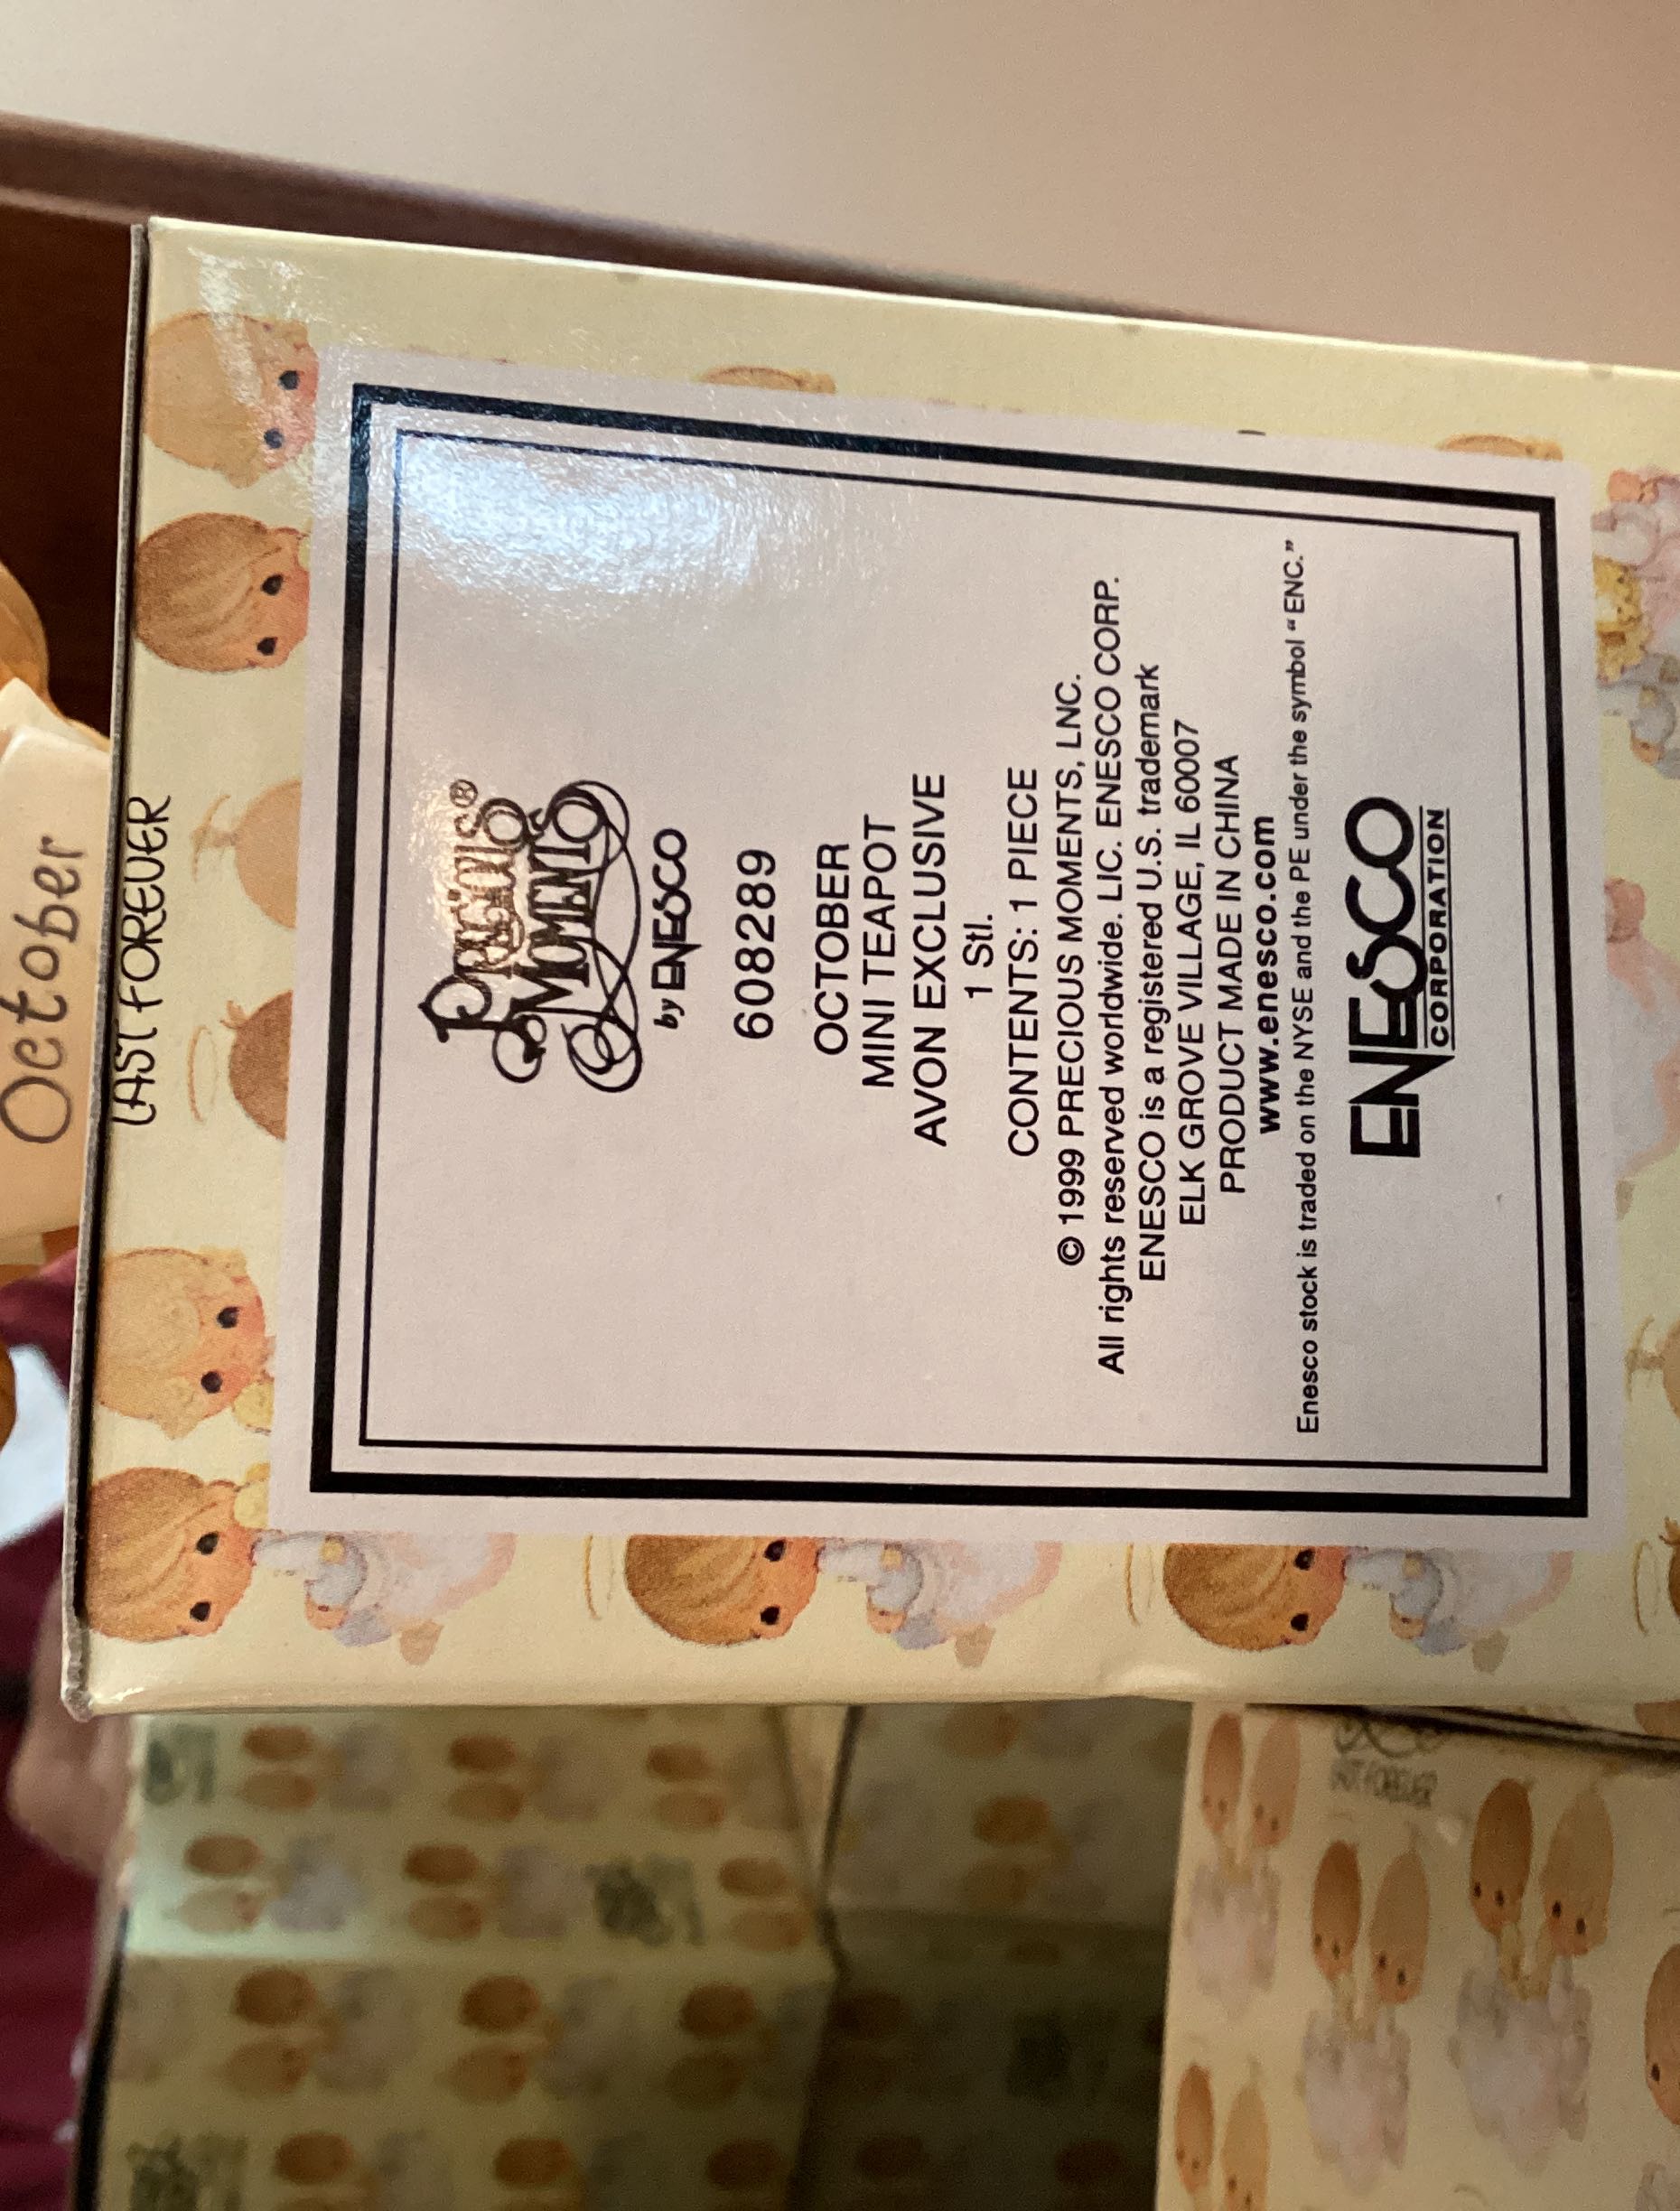 October
LAST FOREVER
Precious®
Moments
by ENESCO
608289
OCTOBER
MINI TEAPOT
AVON EXCLUSIVE
1 Stl.
CONTENTS: 1 PIECE
© 1999 PRECIOUS MOMENTS, LNC.
All rights reserved worldwide. LIC. ENESCO CORP.
ENESCO is a registered U.S. trademark
ELK GROVE VILLAGE, IL 60007
PRODUCT MADE IN CHINA
www.enesco.com
Enesco stock is traded on the NYSE and the PE under the symbol "ENC."
ENESCO
CORPORATION